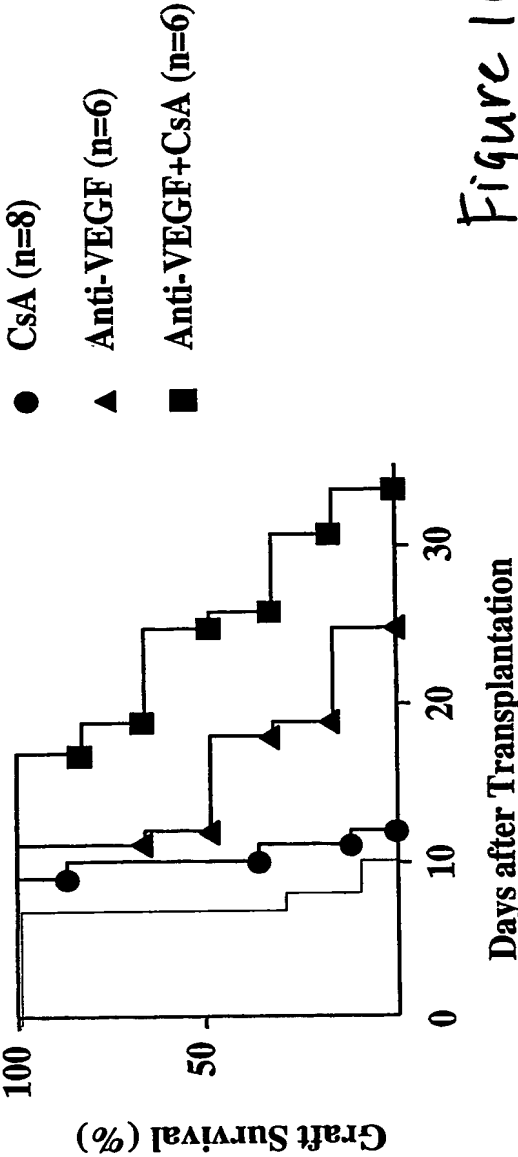 CsA (n=8)
Anti-VEGF (n=6)
Anti-VEGF+CsA (n=6)
Graft Survival (%)
100
50
0
10
20
30
Days after Transplantation
Figure